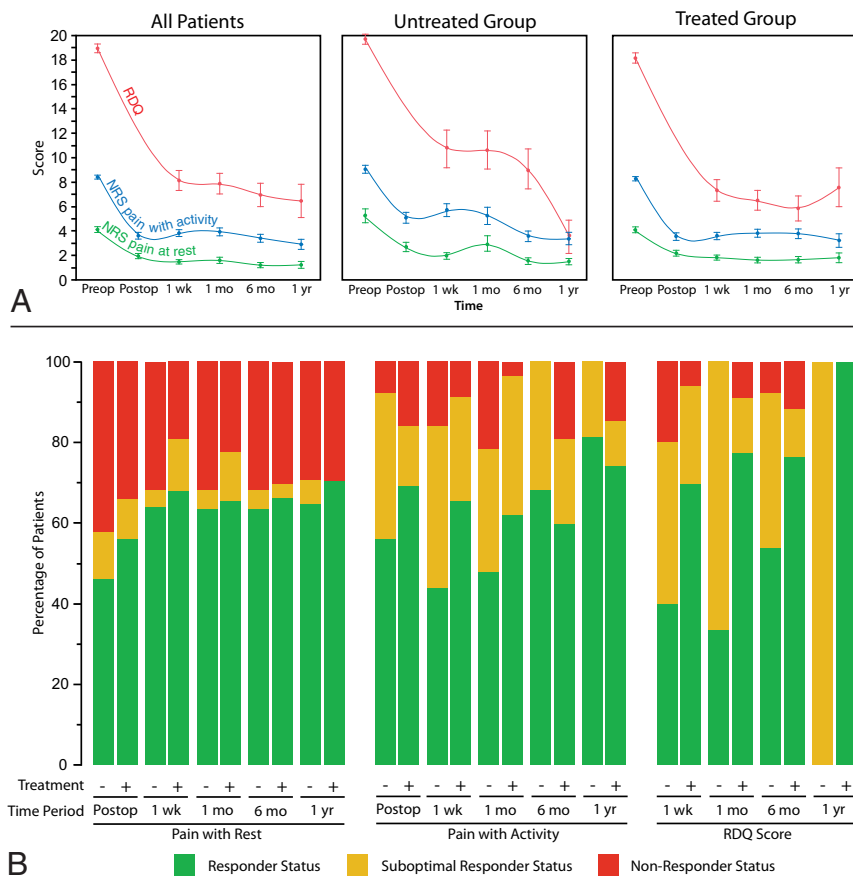 All Patients Untreated Group Treated Group
20
18
16
14
12
10
8
6
4
2
0
Score
RDQ
NRS pain with activity
NRS pain at rest
Preop Postop 1 wk 1 mo 6 mo 1 yr
Preop Postop 1 wk 1 mo 6 mo 1 yr
Preop Postop 1 wk 1 mo 6 mo 1 yr
Time
A
100
80
60
40
20
0
Percentage of Patients
Treatment - + - + - + - + - + - + - + - + - + - + - + - + - + - +
Time Period Postop 1 wk 1 mo 6 mo 1 yr Postop 1 wk 1 mo 6 mo 1 yr 1 wk 1 mo 6 mo 1 yr
Pain with Rest Pain with Activity RDQ Score
B
Responder Status Suboptimal Responder Status Non-Responder Status